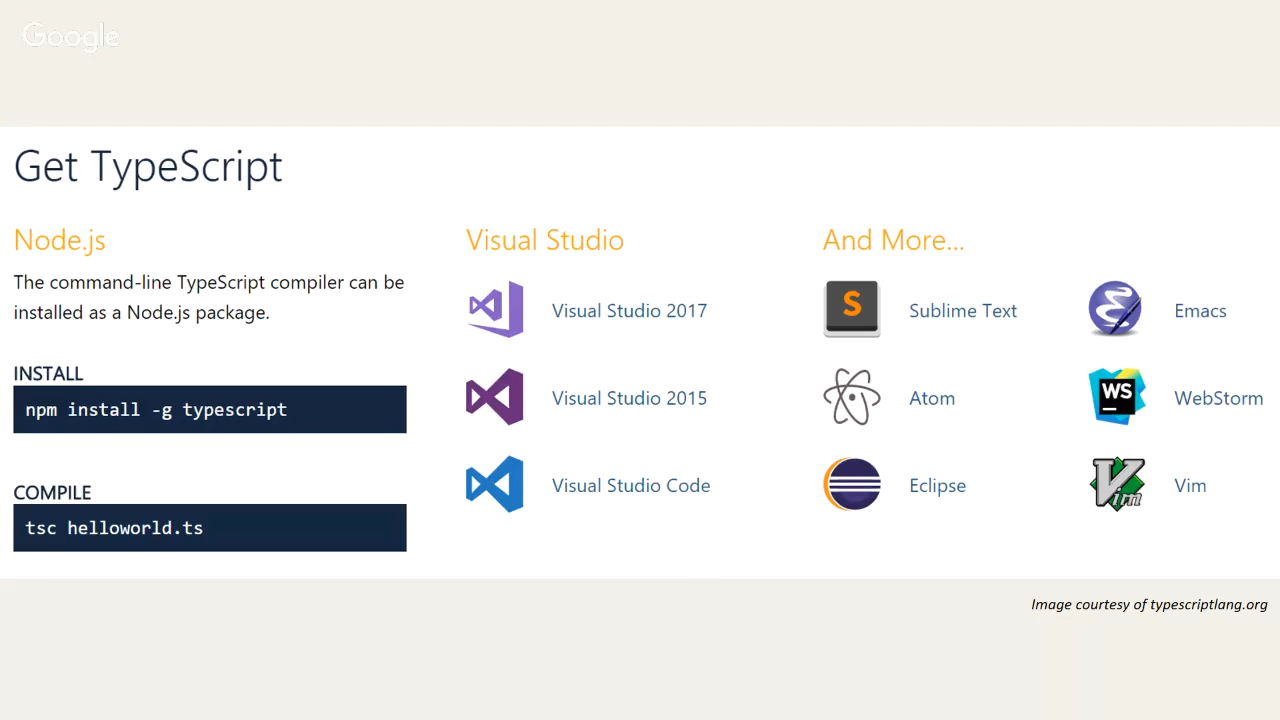 Google
Get TypeScript
Node.js
The command-line TypeScript compiler can be
installed as a Node.js package.
INSTALL
npm install -g typescript
COMPILE
tsc helloworld.ts
Visual Studio
Visual Studio 2017
Visual Studio 2015
Visual Studio Code
And More...
S
Sublime Text
Emacs
Atom
WS
WebStorm
Eclipse
Vim
Vim
Image courtesy of typescriptlang.org